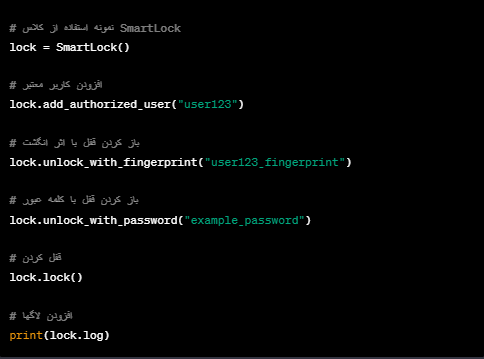 # نمونه استفاده از کلاس SmartLock
lock = SmartLock()
# افزودن کاربر معتبر
lock.add_authorized_user("user123")
# باز کردن قفل با اثر انگشت
lock.unlock_with_fingerprint("user123_fingerprint")
# باز کردن قفل با کلمه عبور
lock.unlock_with_password("example_password")
# قفل کردن
lock.lock()
# افزودن لاگها
print(lock.log)